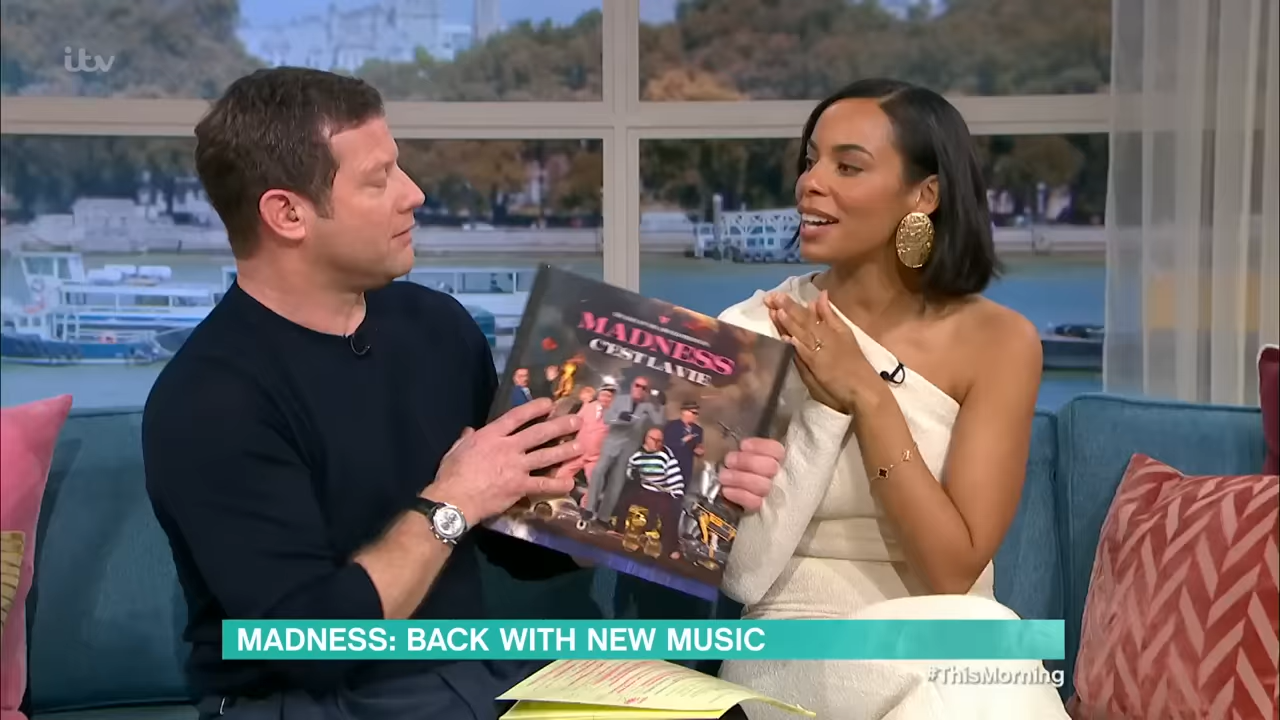 itv
MADNESS
C'EST LA VIE
MADNESS: BACK WITH NEW MUSIC
#ThisMorning